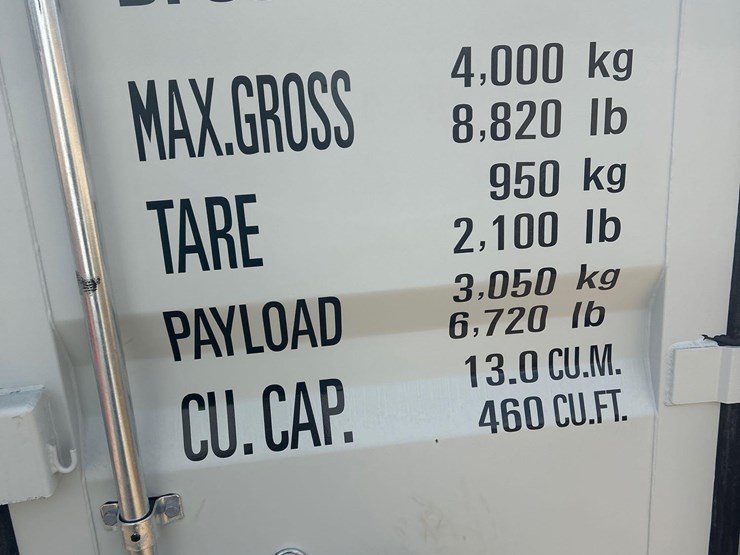 MAX.GROSS 4,000 kg
8,820 lb
TARE 950 kg
2,100 lb
PAYLOAD 3,050 kg
6,720 lb
CU. CAP. 13.0 CU.M.
460 CU.FT.